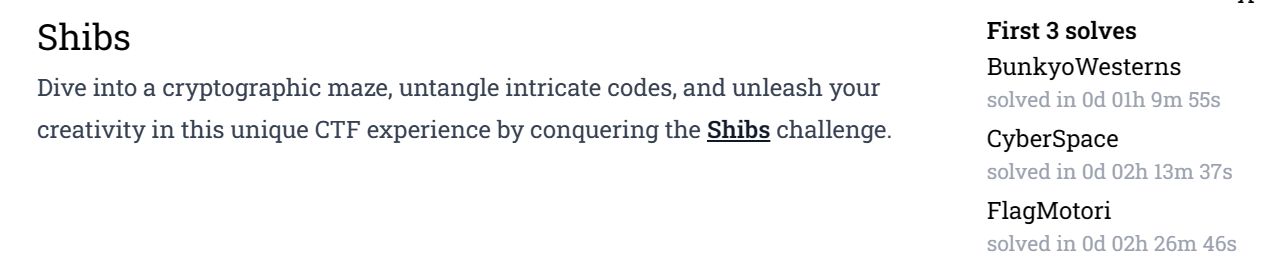 Shibs
Dive into a cryptographic maze, untangle intricate codes, and unleash your
creativity in this unique CTF experience by conquering the Shibs challenge.
First 3 solves
BunkyoWesterns
solved in 0d 01h 9m 55s
CyberSpace
solved in 0d 02h 13m 37s
FlagMotori
solved in 0d 02h 26m 46s